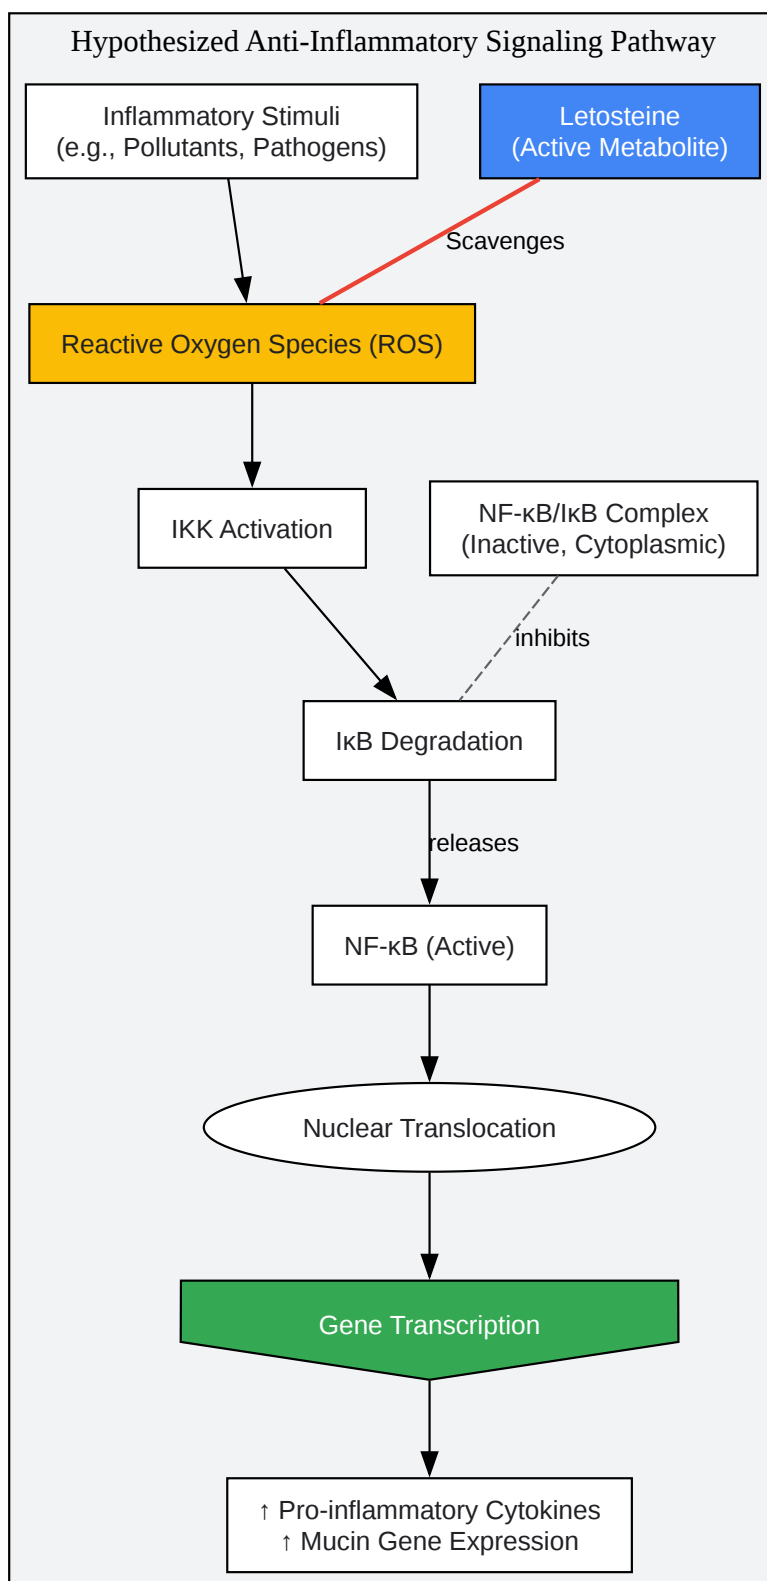 Hypothesized Anti-Inflammatory Signaling Pathway
Inflammatory Stimuli
(e.g., Pollutants, Pathogens)
Letosteine
(Active Metabolite)
Scavenges
Reactive Oxygen Species (ROS)
IKK Activation
NF-κB/IκB Complex
(Inactive, Cytoplasmic)
inhibits
IκB Degradation
releases
NF-κB (Active)
Nuclear Translocation
Gene Transcription
↑ Pro-inflammatory Cytokines
↑ Mucin Gene Expression